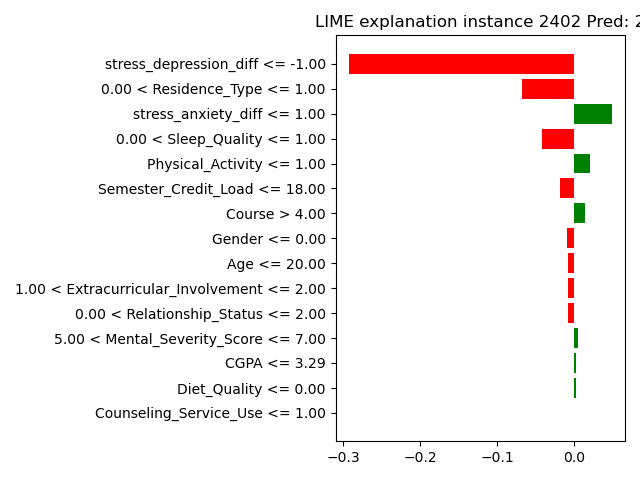 LIME explanation instance 2402 Pred: 2
stress_depression_diff <= -1.00
0.00 < Residence_Type <= 1.00
stress_anxiety_diff <= 1.00
0.00 < Sleep_Quality <= 1.00
Physical_Activity <= 1.00
Semester_Credit_Load <= 18.00
Course > 4.00
Gender <= 0.00
Age <= 20.00
1.00 < Extracurricular_Involvement <= 2.00
0.00 < Relationship_Status <= 2.00
5.00 < Mental_Severity_Score <= 7.00
CGPA <= 3.29
Diet_Quality <= 0.00
Counseling_Service_Use <= 1.00
−0.3 −0.2 −0.1 0.0